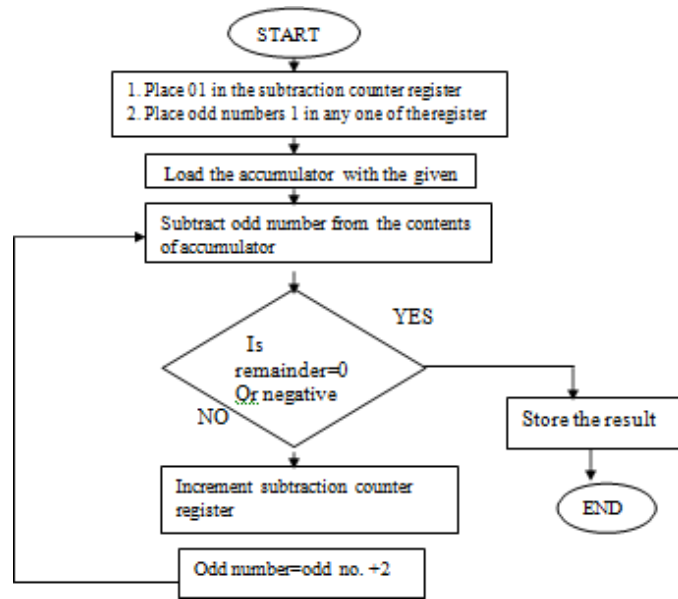 START
1. Place 01 in the subtraction counter register
2. Place odd numbers 1 in any one of the register
Load the accumulator with the given
Subtract odd number from the contents
of accumulator
Is
remainder=0
Or negative
YES
NO
Store the result
END
Increment subtraction counter
register
Odd number=odd no. +2